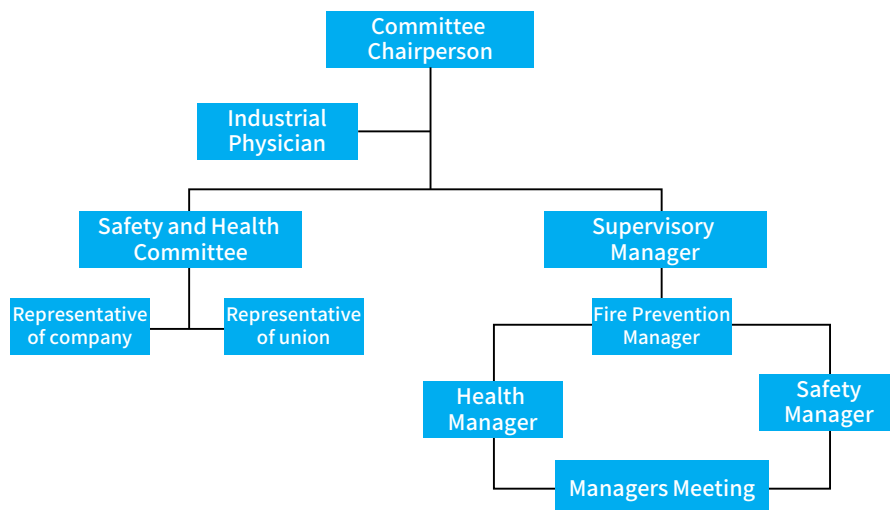 Committee
Chairperson
Industrial
Physician
Safety and Health
Committee
Supervisory
Manager
Representative
of company
Representative
of union
Fire Prevention
Manager
Health
Manager
Safety
Manager
Managers Meeting